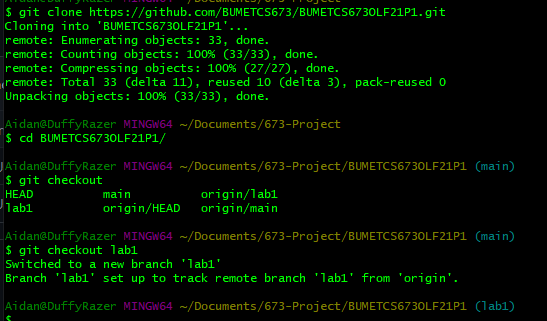 $ git clone https://github.com/BUMETCS673/BUMETCS673OLF21P1.git
Cloning into 'BUMETCS673OLF21P1'...
remote: Enumerating objects: 33, done.
remote: Counting objects: 100% (33/33), done.
remote: Compressing objects: 100% (27/27), done.
remote: Total 33 (delta 11), reused 10 (delta 3), pack-reused 0
Unpacking objects: 100% (33/33), done.
Aidan@DuffyRazer MINGW64 ~/Documents/673-Project
$ cd BUMETCS673OLF21P1/
Aidan@DuffyRazer MINGW64 ~/Documents/673-Project/BUMETCS673OLF21P1 (main)
$ git checkout
HEAD main origin/lab1
lab1 origin/HEAD origin/main
Aidan@DuffyRazer MINGW64 ~/Documents/673-Project/BUMETCS673OLF21P1 (main)
$ git checkout lab1
Switched to a new branch 'lab1'
Branch 'lab1' set up to track remote branch 'lab1' from 'origin'.
Aidan@DuffyRazer MINGW64 ~/Documents/673-Project/BUMETCS673OLF21P1 (lab1)
$